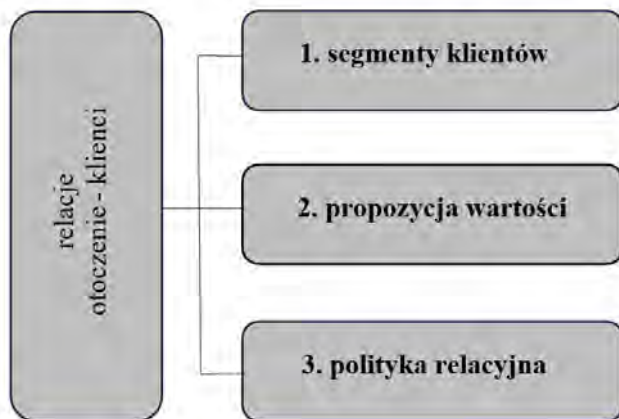 relacje
otoczenie - klienci
1. segmenty klientów
2. propozycja wartości
3. polityka relacyjna